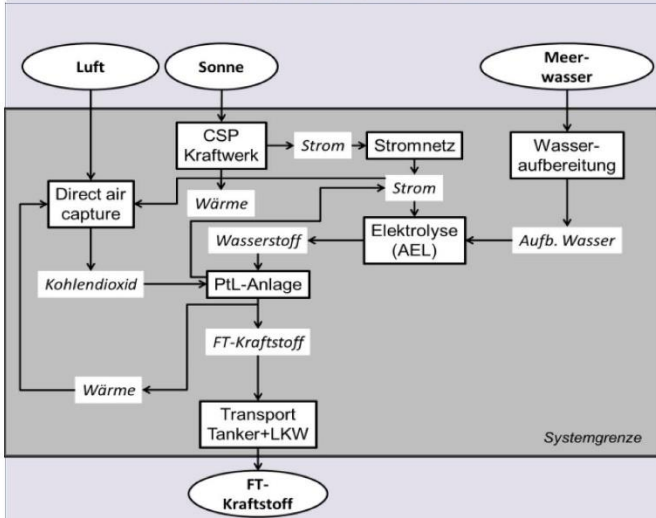 Luft
Sonne
Meer-
wasser
CSP
Kraftwerk
Strom
Stromnetz
Wasser-
aufbereitung
Direct air
capture
Wärme
Strom
Wasserstoff
Elektrolyse
(AEL)
Aufb. Wasser
Kohlendioxid
PtL-Anlage
FT-Kraftstoff
Wärme
Transport
Tanker+LKW
Systemgrenze
FT-
Kraftstoff